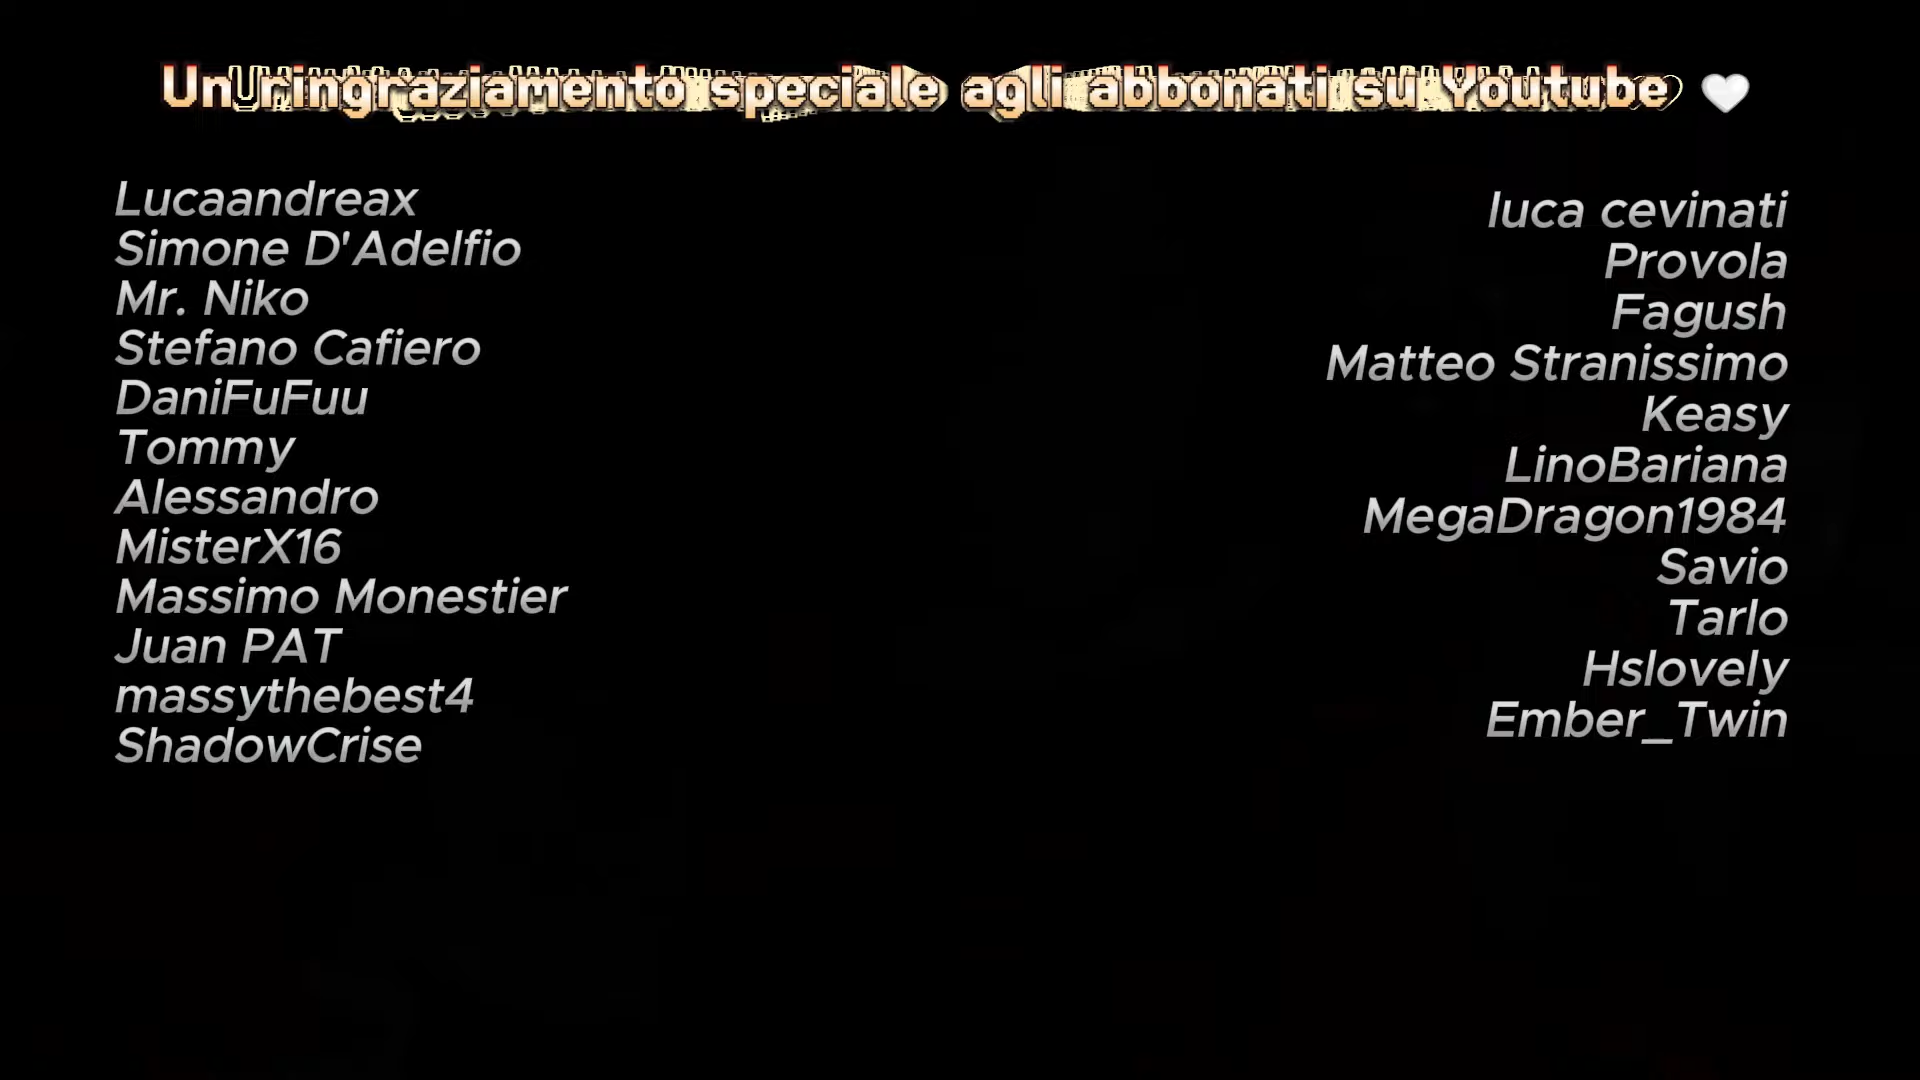 Un ringraziamento speciale agli abbonati su Youtube 🤍
Lucaandreax
Simone D'Adelfio
Mr. Niko
Stefano Cafiero
DaniFuFuu
Tommy
Alessandro
MisterX16
Massimo Monestier
Juan PAT
massythebest4
ShadowCrise
luca cevinati
Provola
Fagush
Matteo Stranissimo
Keasy
LinoBariana
MegaDragon1984
Savio
Tarlo
Hslovely
Ember_Twin